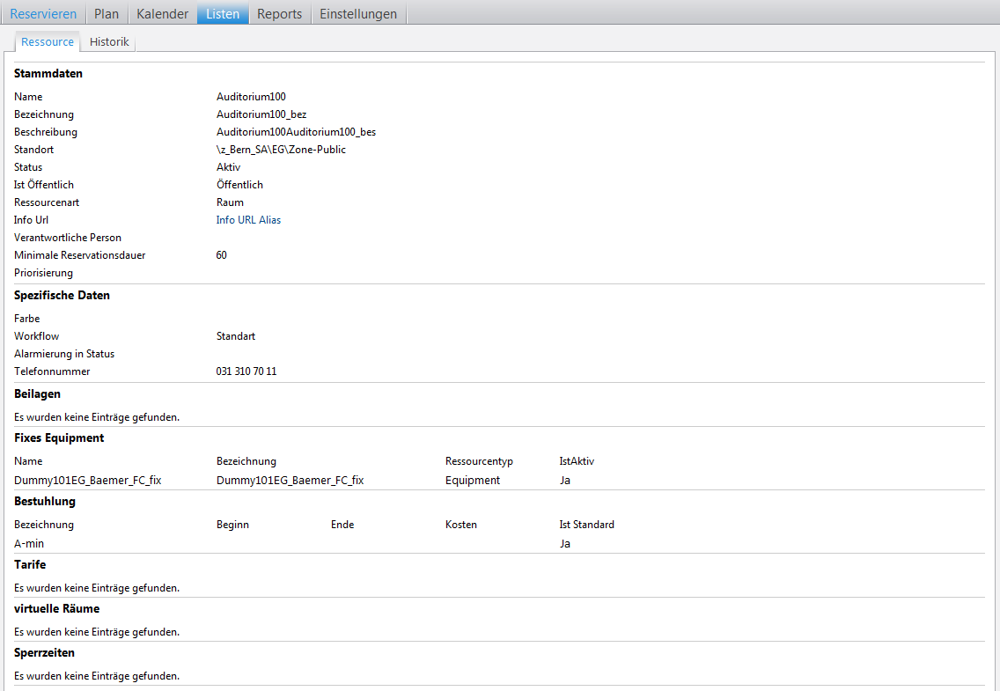 Reservieren Plan Kalender Listen Reports Einstellungen
Ressource Historik
Stammdaten
Name Auditorium100
Bezeichnung Auditorium100_bez
Beschreibung Auditorium100Auditorium100_bes
Standort \z_Bern_SA\EG\Zone-Public
Status Aktiv
Ist Öffentlich Öffentlich
Ressourcenart Raum
Info Url Info URL Alias
Verantwortliche Person
Minimale Reservationsdauer 60
Priorisierung
Spezifische Daten
Farbe
Workflow Standart
Alarmierung in Status
Telefonnummer 031 310 70 11
Beilagen
Es wurden keine Einträge gefunden.
Fixes Equipment
Name Bezeichnung Ressourcentyp IstAktiv
Dummy101EG_Baemer_FC_fix Dummy101EG_Baemer_FC_fix Equipment Ja
Bestuhlung
Bezeichnung Beginn Ende Kosten Ist Standard
A-min Ja
Tarife
Es wurden keine Einträge gefunden.
virtuelle Räume
Es wurden keine Einträge gefunden.
Sperrzeiten
Es wurden keine Einträge gefunden.